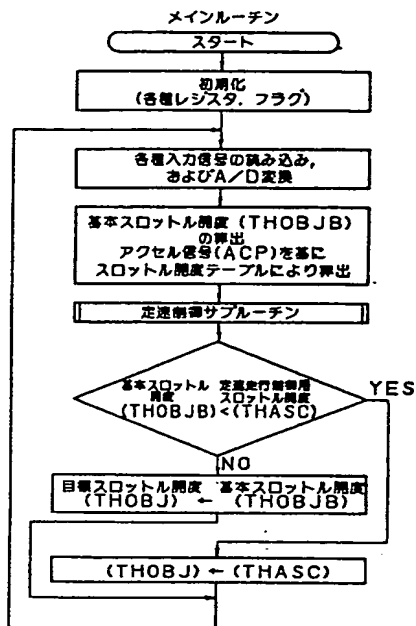 メインルーチン
スタート
初期化
(各種レジスタ, フラグ)
各種入力信号の読み込み,
およびA/D変換
基本スロットル開度 (THOBJB)
の算出
アクセル信号(ACP)を基に
スロットル開度テーブルにより算出
定速制御サブルーチン
基本スロットル 定速走行制御用
開度 スロットル開度
(THOBJB)<(THASC)
YES
NO
目標スロットル開度 基本スロットル開度
(THOBJ) ← (THOBJB)
(THOBJ)←(THASC)